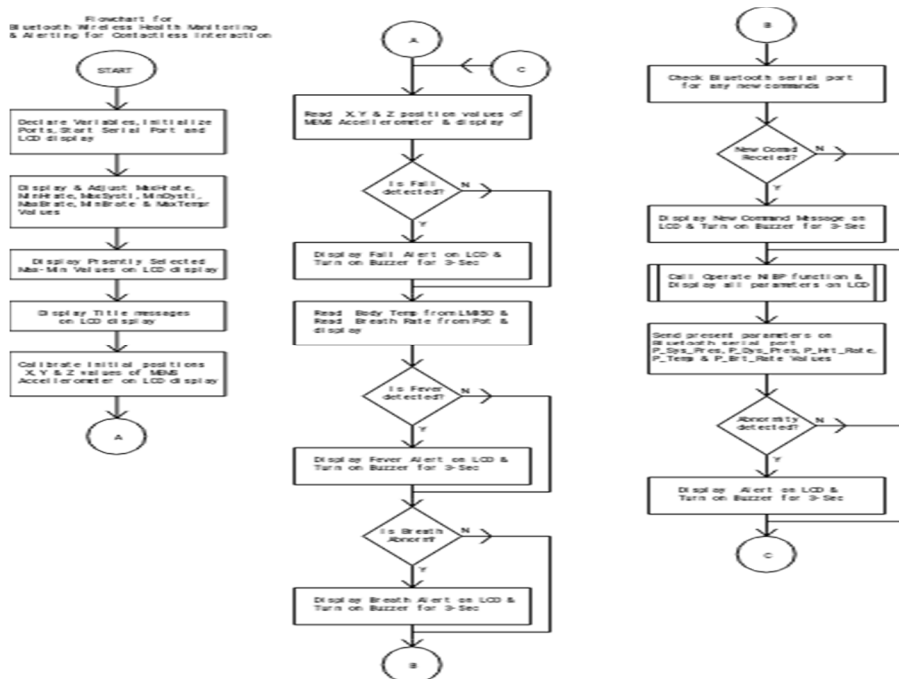 Flowchart for
Bluetooth Wireless Health Monitoring
& Alerting for Contactless Interaction
START
Declare Variables, Initialize
Ports, Start Serial Port and
LCD display
Display & Adjust MaxHrate,
MinHrate, MaxSystl, MinDystl,
MaxBrate, MinBrate & MaxTempr
Values
Display Prsently Selected
Max-Min Values on LCD display
Display Title messages
on LCD display
Calibrate Initial positions
X, Y & Z values of MEMS
Accellerometer on LCD display
A
A
C
Read X, Y & Z position values of
MEMS Accellerometer & display
Is Fall
detected?
N
Y
Display Fall Alert on LCD &
Turn on Buzzer for 3-Sec
Read Body Temp from &
Read Breath Rate from Pot &
display
Is Fever
detected?
N
Y
Display Fever Alert on LCD &
Turn on Buzzer for 3-Sec
Is Breath
Abnorm?
N
Y
Display Breath Alert on LCD &
Turn on Buzzer for 3-Sec
B
B
Check Bluetooth serial port
for any new commands
New Comnd
Receied?
N
Y
Display New Command Message on
LCD & Turn on Buzzer for 3-Sec
Call Operate NIBP function &
Display all parameters on LCD
Send present parameters on
Bluetooth serial port
P_Sys_Pres, P_Dys_Pres, P_Hrt_Rate,
P_Temp & P_Brt_Rate Values
Abnormity
detected?
N
Y
Display Alert on LCD &
Turn on Buzzer for 3-Sec
C